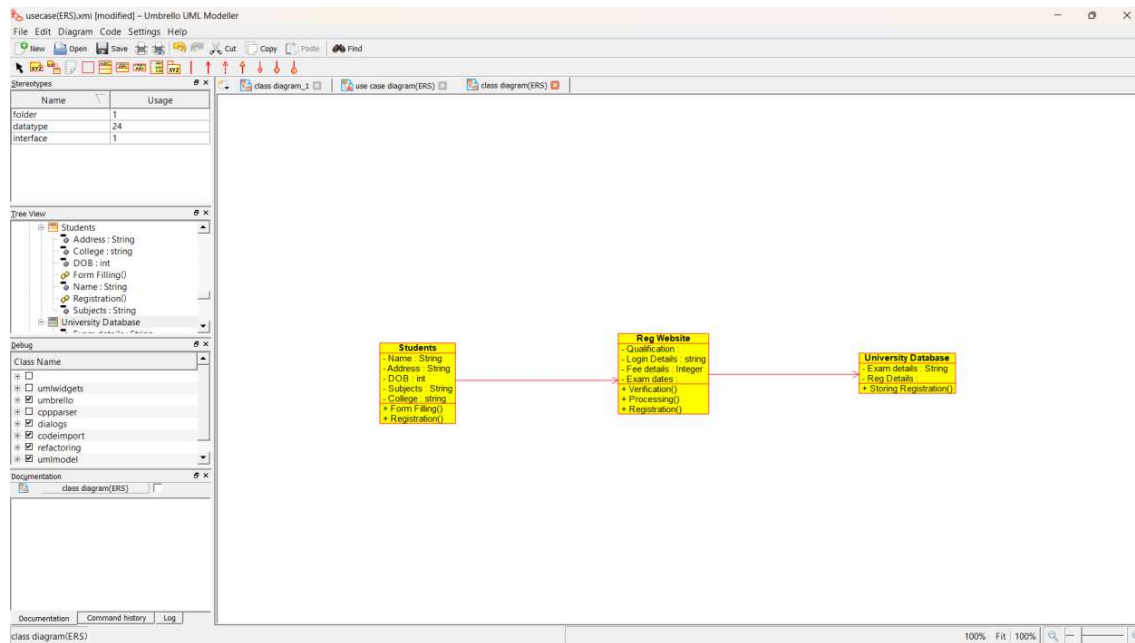 usecase(ERS).xmi [modified] – Umbrello UML Modeller
File Edit Diagram Code Settings Help
New Open Save Cut Copy Paste Find
Stereotypes
class diagram_1 use case diagram(ERS) class diagram(ERS)
Name Usage
folder 1
datatype 24
interface 1
Tree View
Students
Address : String
College : string
DOB : int
Form Filling()
Name : String
Registration()
Subjects : String
University Database
Debug
Class Name
umlwidgets
umbrello
cppparser
dialogs
codeimport
refactoring
umlmodel
Documentation
class diagram(ERS)
Students
- Name : String
- Address : String
- DOB : int
- Subjects : String
- College : string
+ Form Filling()
+ Registration()
Reg Website
- Qualification :
- Login Details : string
- Fee details : Integer
- Exam dates :
+ Verification()
+ Processing()
+ Registration()
University Database
- Exam details : String
- Reg Details :
+ Storing Registration()
Documentation Command history Log
class diagram(ERS)
100% Fit 100%